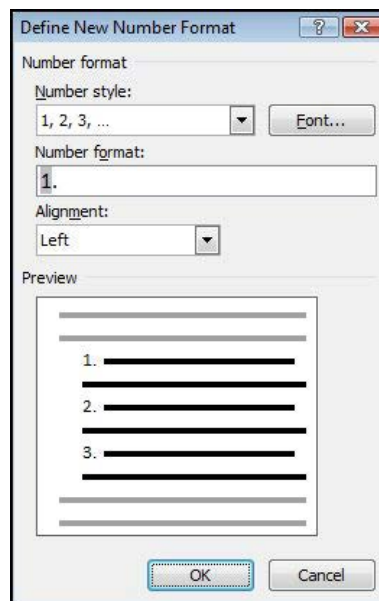 Define New Number Format
Number format
Number style:
1, 2, 3, ...
Font...
Number format:
1.
Alignment:
Left
Preview
1.
2.
3.
OK Cancel